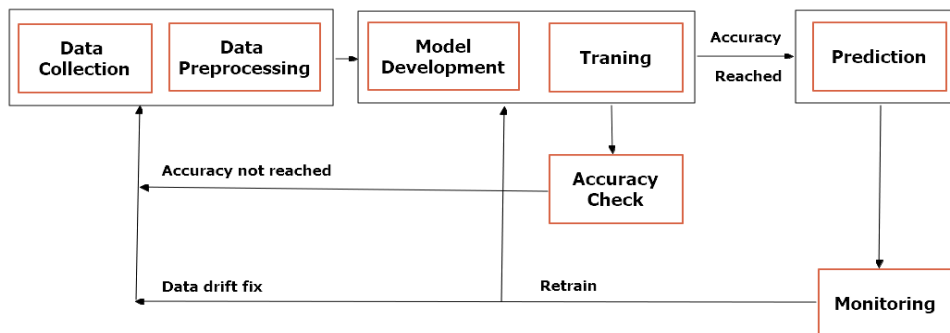 Data
Collection
Data
Preprocessing
Model
Development
Traning
Accuracy
Reached
Prediction
Accuracy not reached
Accuracy
Check
Data drift fix
Retrain
Monitoring